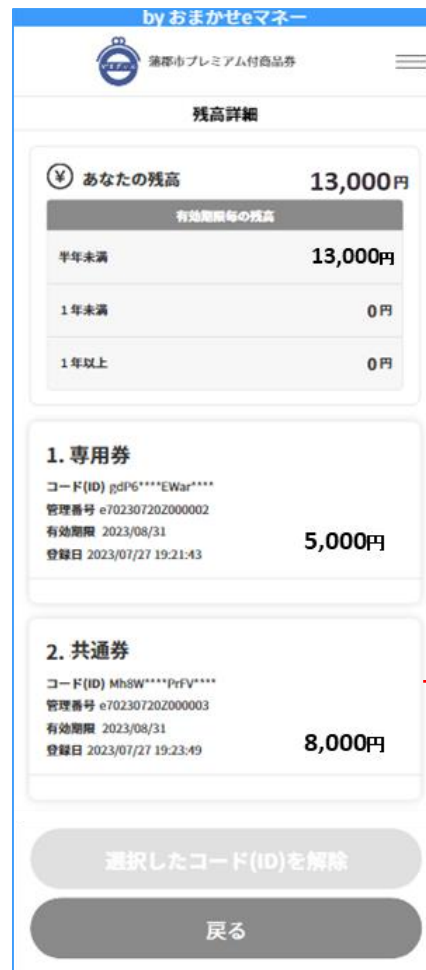 by おまかせeマネー
蒲郡市プレミアム付商品券
残高詳細
¥ あなたの残高 13,000円
有効期限毎の残高
半年未満 13,000円
1年未満 0円
1年以上 0円
1. 専用券
コード(ID) gdP6****EWar****
管理番号 e70230720Z000002
有効期限 2023/08/31
登録日 2023/07/27 19:21:43
5,000円
2. 共通券
コード(ID) Mh8W****PrFV****
管理番号 e70230720Z000003
有効期限 2023/08/31
登録日 2023/07/27 19:23:49
8,000円
選択したコード(ID)を解除
戻る